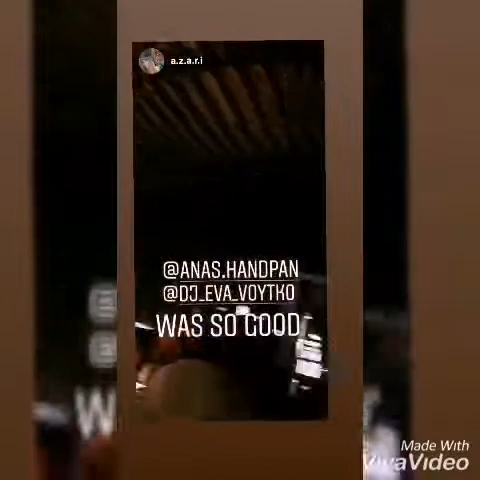 a.z.a.r.i
@ANAS.HANDPAN
@DJ_EVA_VOYTKO
WAS SO GOOD
Made With
VivaVideo